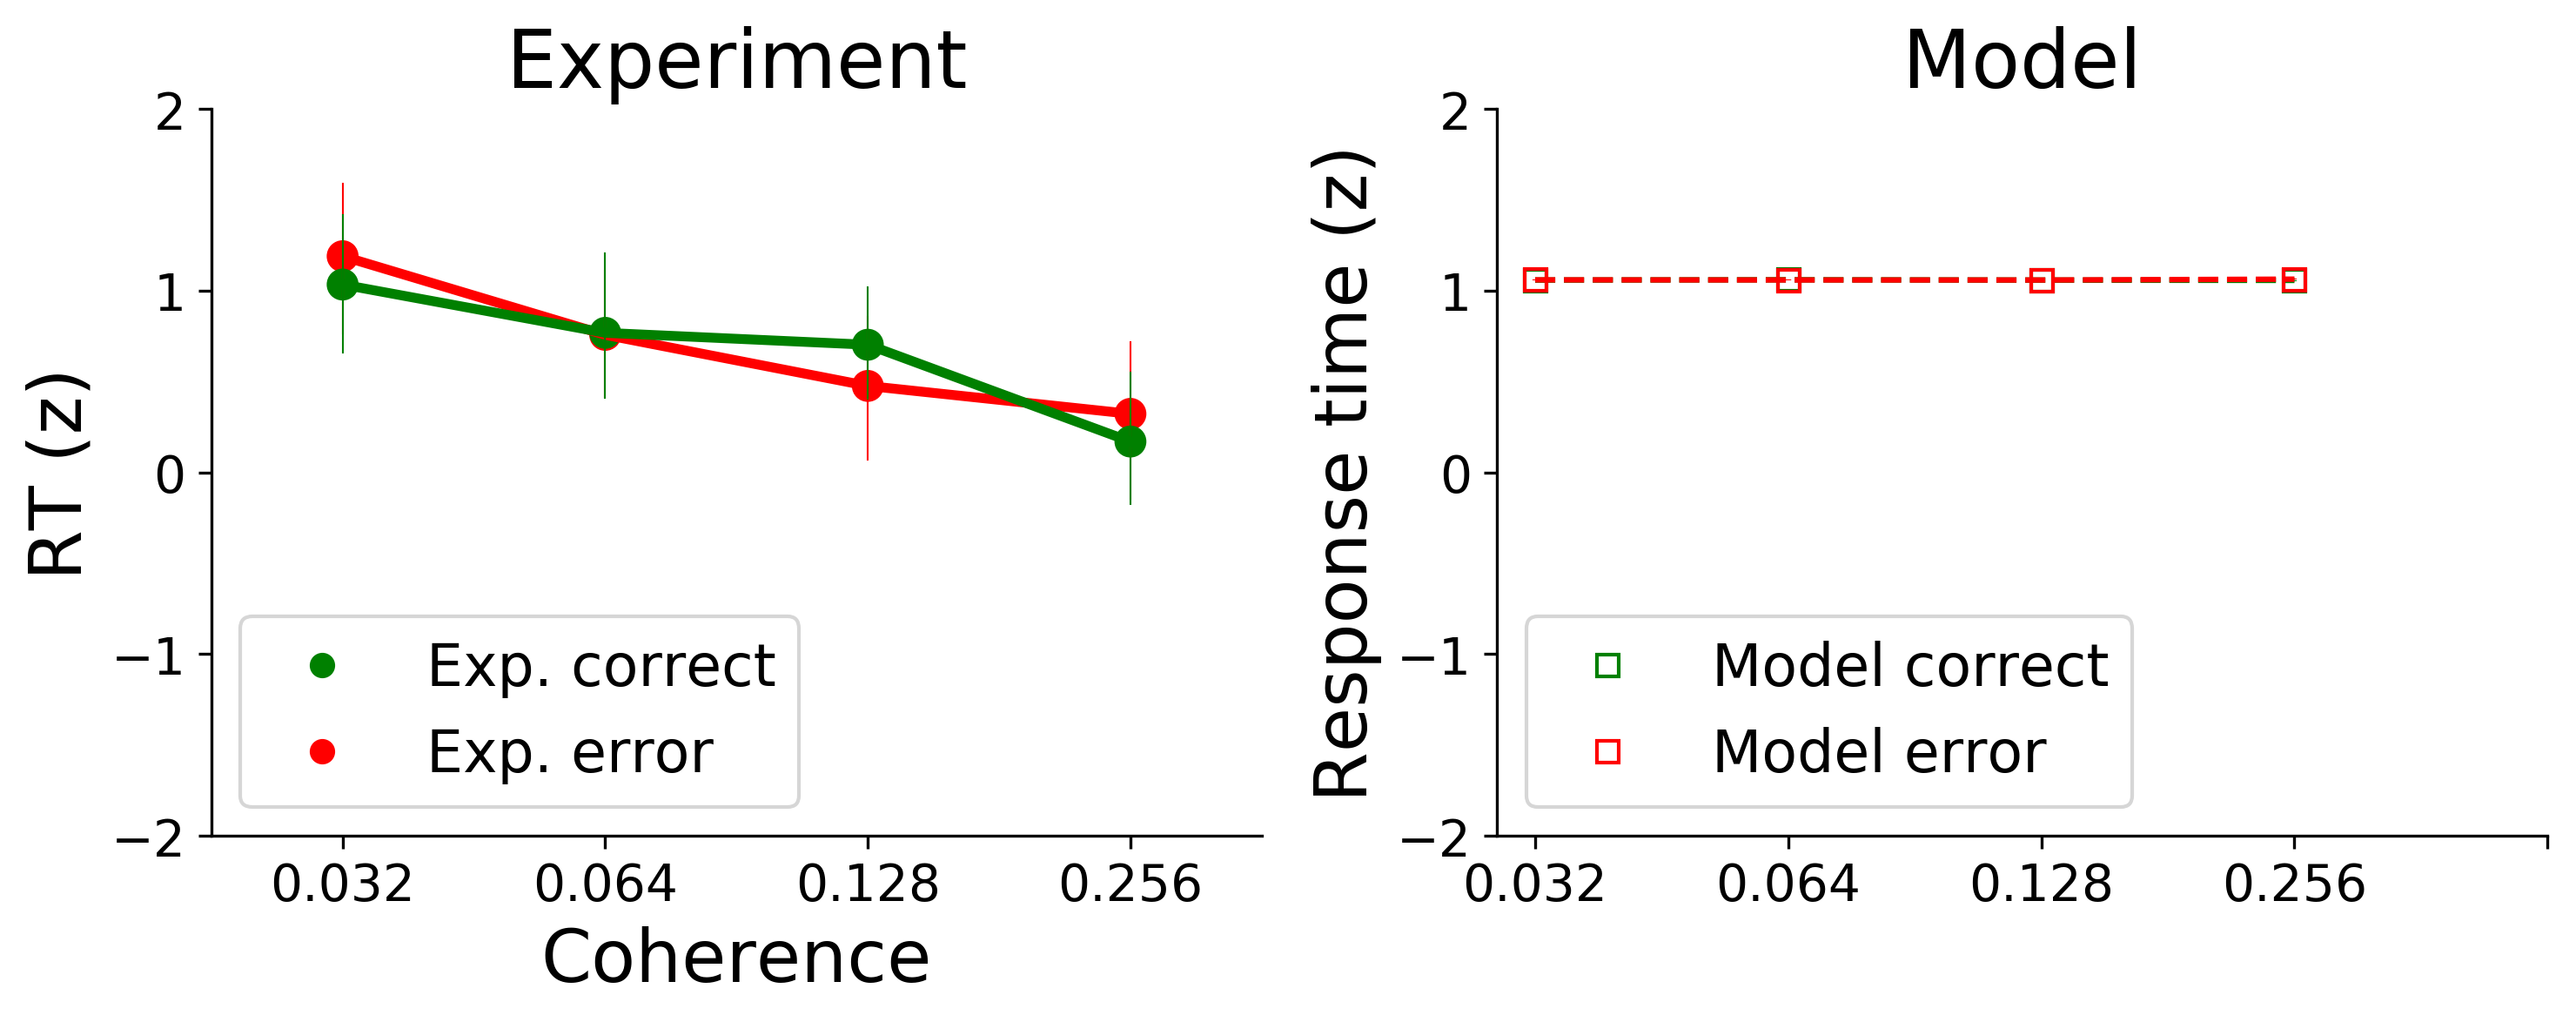 Experiment
2
1
0
−1
−2
RT (z)
Exp. correct
Exp. error
0.032 0.064 0.128 0.256
Coherence
Model
2
1
0
−1
−2
Response time (z)
Model correct
Model error
0.032 0.064 0.128 0.256